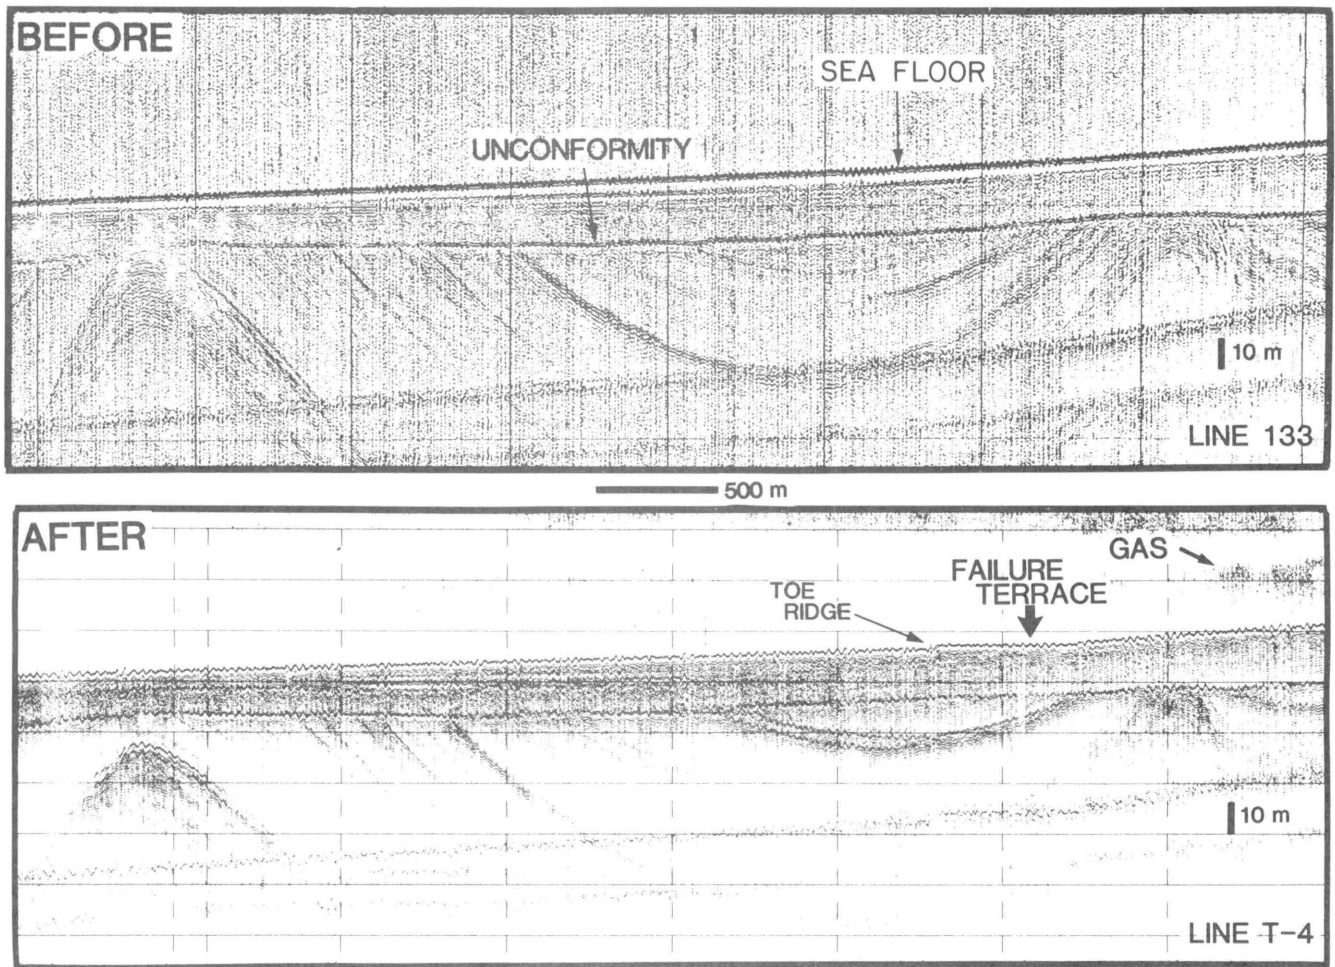 BEFORE
SEA FLOOR
UNCONFORMITY
10 m
LINE 133
500 m
AFTER
GAS
FAILURE
TERRACE
TOE
RIDGE
10 m
LINE T-4